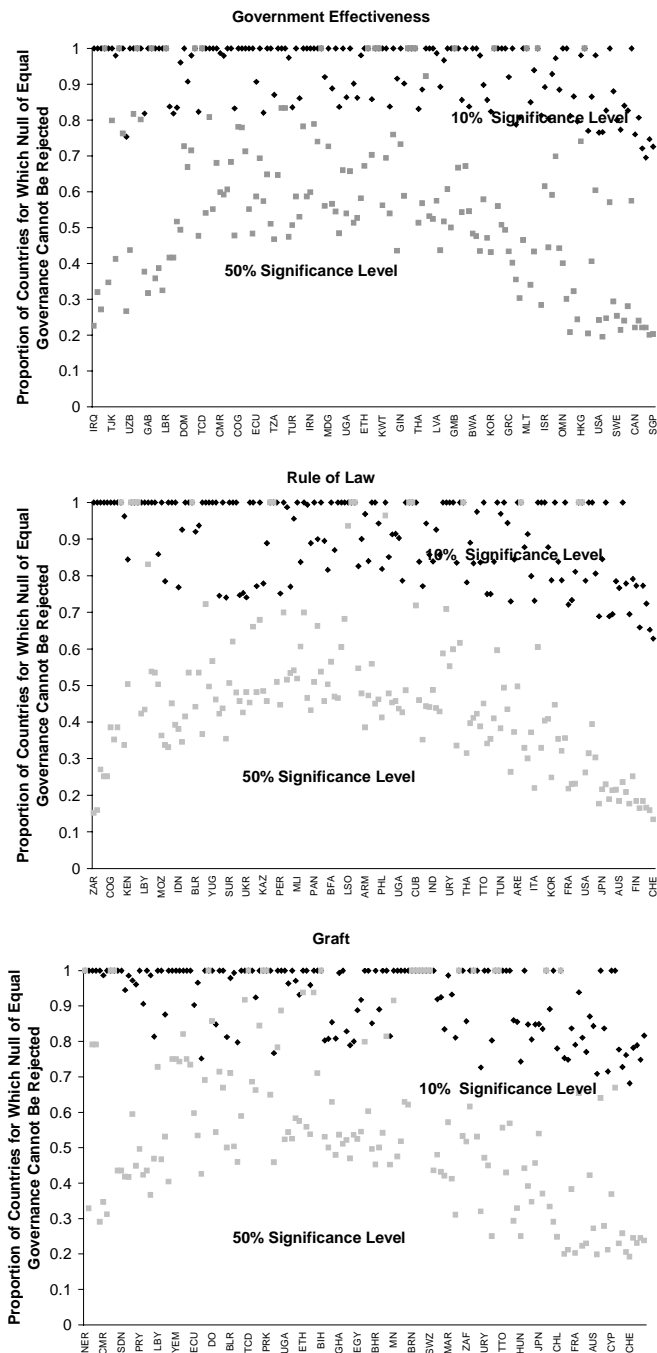 Government Effectiveness
Proportion of Countries for Which Null of Equal
Governance Cannot Be Rejected
1
0.9
0.8
0.7
0.6
0.5
0.4
0.3
0.2
0.1
0
10% Significance Level
50% Significance Level
IRQ TJK UZB GAB LBR DOM TCD CMR COG ECU TZA TUR IRN MDG UGA ETH KWT GIN THA LVA GMB BWA KOR GRC MLT ISR OMN HKG USA SWE CAN SGP
Rule of Law
Proportion of Countries for Which Null of Equal
Governance Cannot Be Rejected
1
0.9
0.8
0.7
0.6
0.5
0.4
0.3
0.2
0.1
0
10% Significance Level
50% Significance Level
ZAR COG KEN LBY MOZ IDN BLR YUG SUR UKR KAZ PER MLI PAN BFA LSO ARM PHL UGA CUB IND URY THA TTO TUN ARE ITA KOR FRA USA JPN AUS FIN CHE
Graft
Proportion of Countries for Which Null of Equal
Governance Cannot Be Rejected
1
0.9
0.8
0.7
0.6
0.5
0.4
0.3
0.2
0.1
0
10% Significance Level
50% Significance Level
NER CMR SDN PRY LBY YEM ECU DO BLR TCD PRK UGA ETH BIH GHA EGY BHR MN BRN SWZ MAR ZAF URY TTO HUN JPN CHL FRA AUS CYP CHE